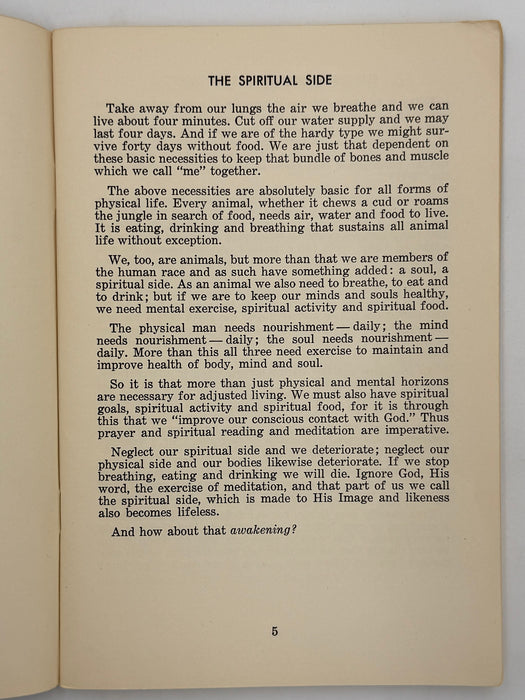 THE SPIRITUAL SIDE
Take away from our lungs the air we breathe and we can
live about four minutes. Cut off our water supply and we may
last four days. And if we are of the hardy type we might sur-
vive forty days without food. We are just that dependent on
these basic necessities to keep that bundle of bones and muscle
which we call “me” together.
The above necessities are absolutely basic for all forms of
physical life. Every animal, whether it chews a cud or roams
the jungle in search of food, needs air, water and food to live.
It is eating, drinking and breathing that sustains all animal
life without exception.
We, too, are animals, but more than that we are members of
the human race and as such have something added: a soul, a
spiritual side. As an animal we also need to breathe, to eat and
to drink; but if we are to keep our minds and souls healthy,
we need mental exercise, spiritual activity and spiritual food.
The physical man needs nourishment — daily; the mind
needs nourishment — daily; the soul needs nourishment —
daily. More than this all three need exercise to maintain and
improve health of body, mind and soul.
So it is that more than just physical and mental horizons
are necessary for adjusted living. We must also have spiritual
goals, spiritual activity and spiritual food, for it is through
this that we “improve our conscious contact with God.” Thus
prayer and spiritual reading and meditation are imperative.
Neglect our spiritual side and we deteriorate; neglect our
physical side and our bodies likewise deteriorate. If we stop
breathing, eating and drinking we will die. Ignore God, His
word, the exercise of meditation, and that part of us we call
the spiritual side, which is made to His Image and likeness
also becomes lifeless.
And how about that awakening?
5